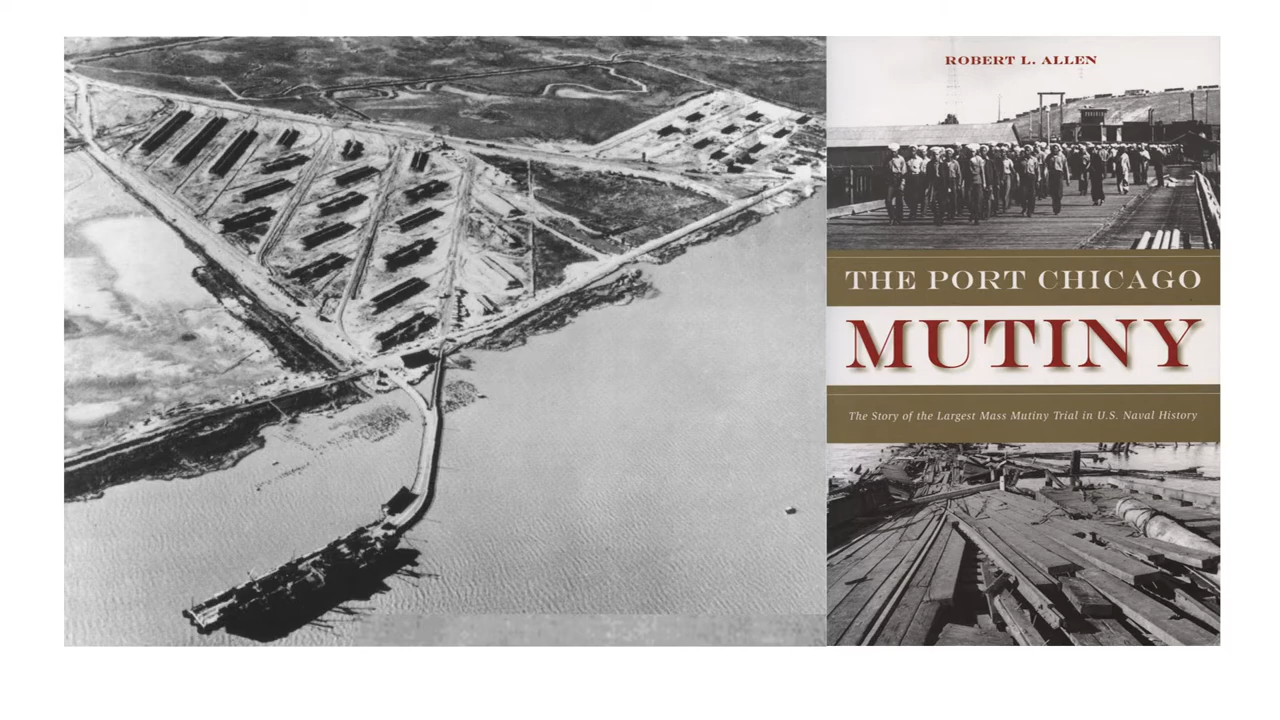 ROBERT L. ALLEN
THE PORT CHICAGO
MUTINY
The Story of the Largest Mass Mutiny Trial in U.S. Naval History